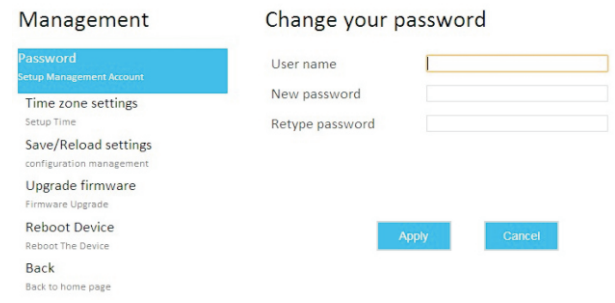 Management
Password
Setup Management Account
Time zone settings
Setup Time
Save/Reload settings
configuration management
Upgrade firmware
Firmware Upgrade
Reboot Device
Reboot The Device
Back
Back to home page
Change your password
User name
New password
Retype password
Apply
Cancel